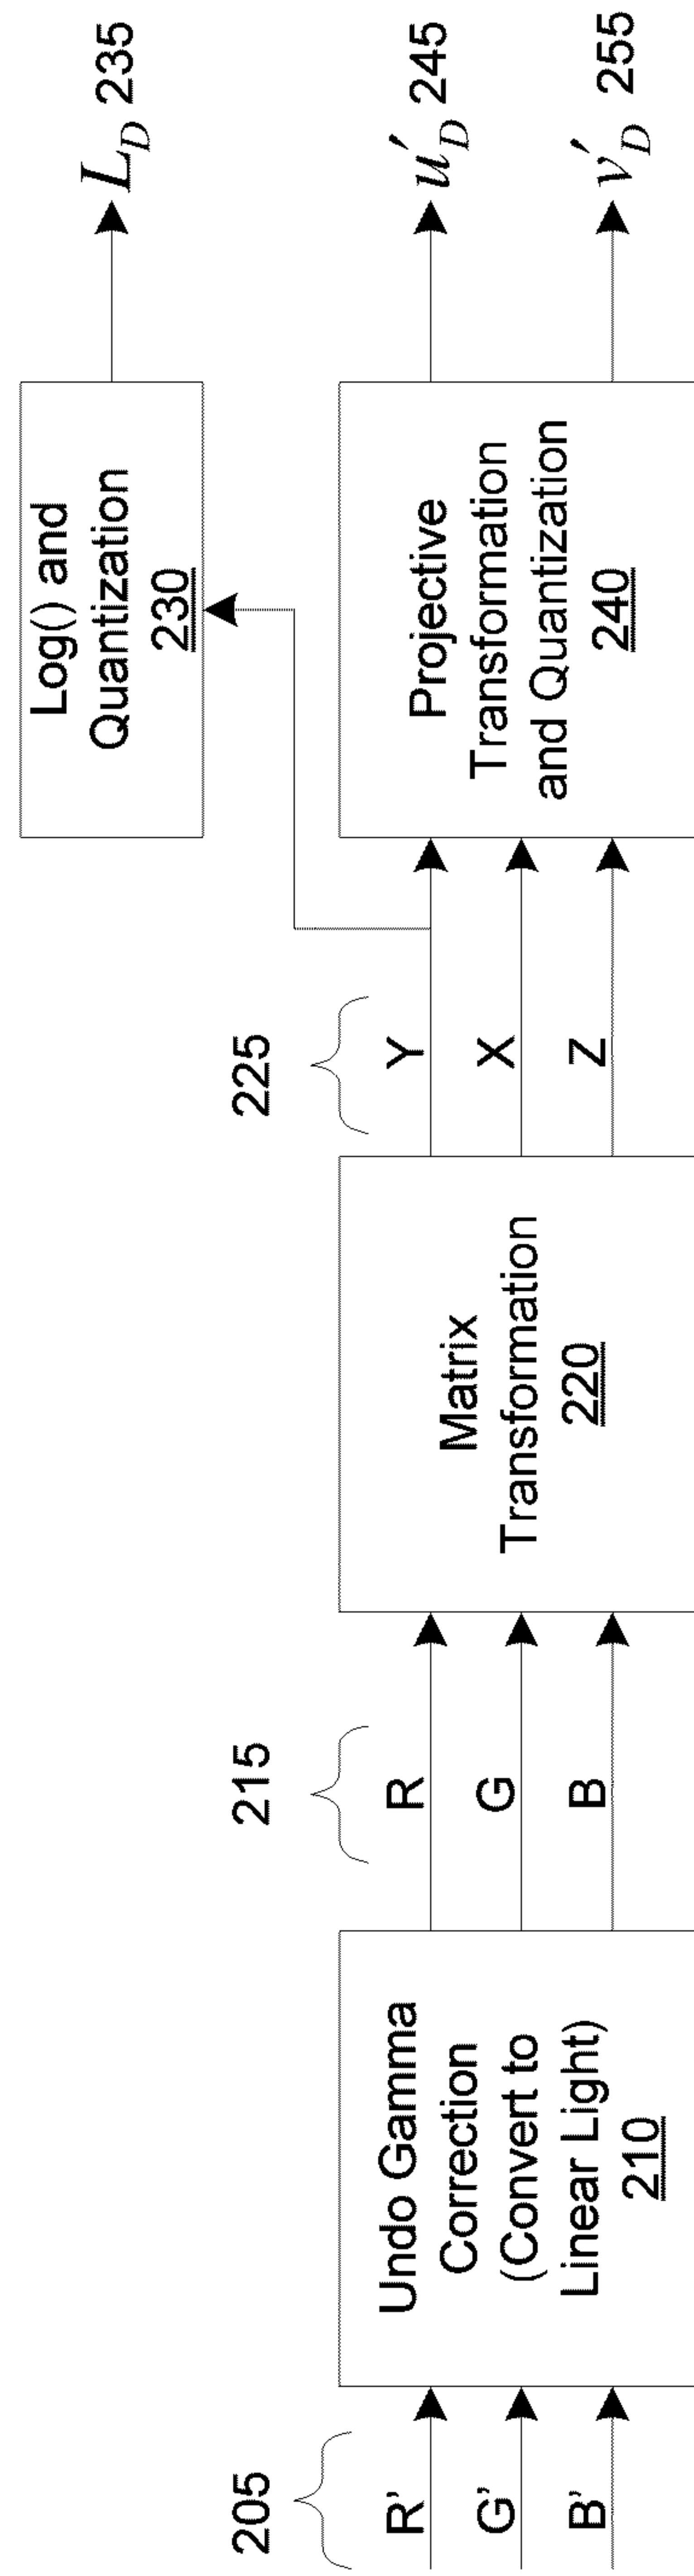 205
R'
G'
B'
Undo Gamma
Correction
(Convert to
Linear Light)
210
215
R
G
B
Matrix
Transformation
220
225
Y
X
Z
Log() and
Quantization
230
Projective
Transformation
and Quantization
240
L_D 235
u'_D 245
v'_D 255